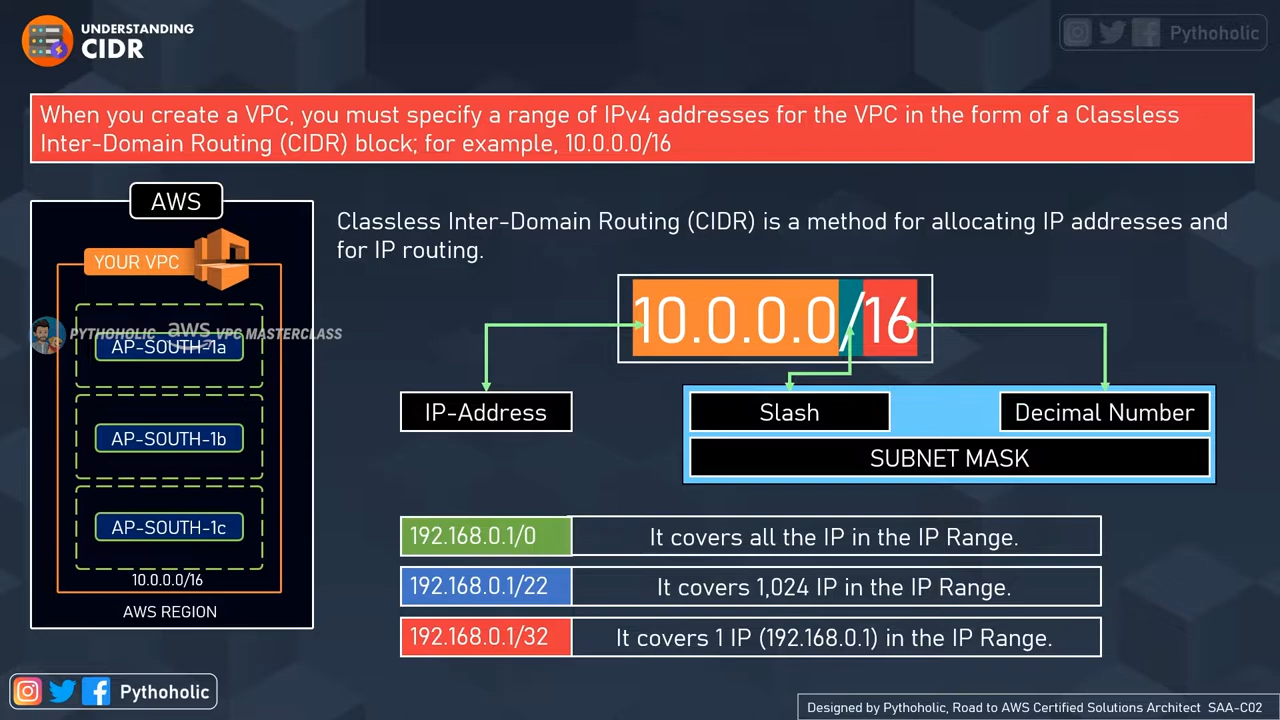 UNDERSTANDING
CIDR
Pythoholic
When you create a VPC, you must specify a range of IPv4 addresses for the VPC in the form of a Classless
Inter-Domain Routing (CIDR) block; for example, 10.0.0.0/16
AWS
YOUR VPC
PYTHOHOLIC aws VPC MASTERCLASS
AP-SOUTH-1a
AP-SOUTH-1b
AP-SOUTH-1c
10.0.0.0/16
AWS REGION
Classless Inter-Domain Routing (CIDR) is a method for allocating IP addresses and
for IP routing.
10.0.0.0/16
IP-Address
Slash
Decimal Number
SUBNET MASK
192.168.0.1/0 It covers all the IP in the IP Range.
192.168.0.1/22 It covers 1,024 IP in the IP Range.
192.168.0.1/32 It covers 1 IP (192.168.0.1) in the IP Range.
Pythoholic
Designed by Pythoholic, Road to AWS Certified Solutions Architect SAA-C02